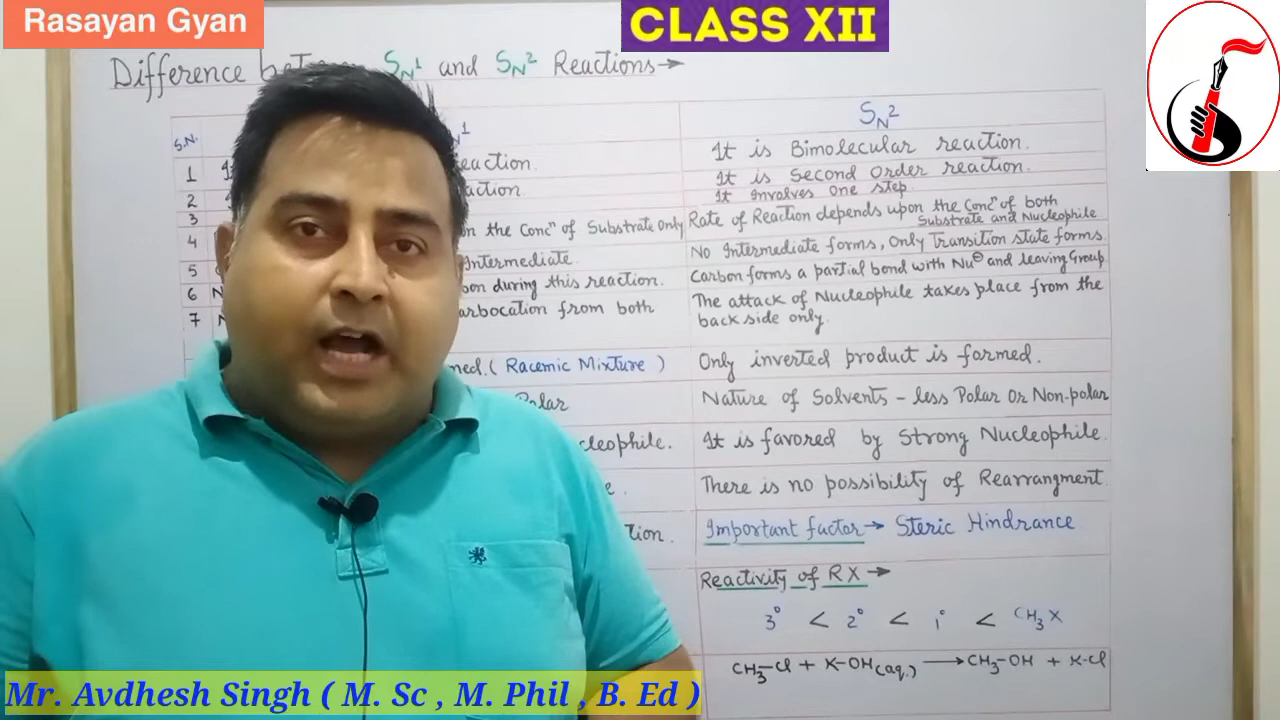 Rasayan Gyan
CLASS XII
Difference SN1 and SN2 Reactions→
S.N. SN2
1 eaction. It is Bimolecular reaction.
2 action. It is Second Order reaction.
3 It involves one step.
4 on the Concn of Substrate Only Rate of Reaction depends upon the Concn of both
Substrate and Nucleophile
5 Intermediate. No Intermediate forms, Only Transition state forms.
6 on during this reaction. Carbon forms a partial bond with Nu⊖ and leaving Group
7 arbocation from both The attack of Nucleophile takes place from the
back side only.
med. ( Racemic Mixture ) Only inverted product is formed.
Polar Nature of Solvents – less Polar Or Non-polar
cleophile. It is favored by Strong Nucleophile.
e. There is no possibility of Rearrangment.
tion. Important factor→ Steric Hindrance
Reactivity of RX →
3° < 2° < 1° < CH3X
CH3–Cl + K–OH(aq.) ⟶ CH3–OH + K-Cl
Mr. Avdhesh Singh ( M. Sc , M. Phil , B. Ed )